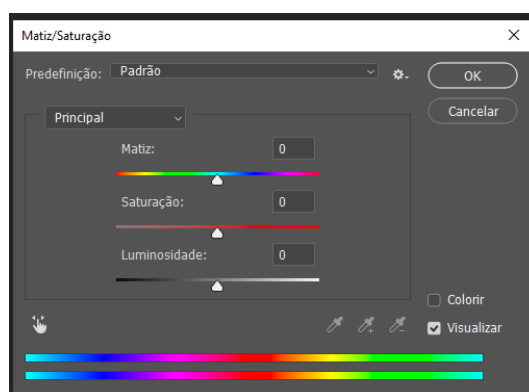 Matiz/Saturação
Predefinição: Padrão
OK
Cancelar
Principal
Matiz: 0
Saturação: 0
Luminosidade: 0
Colorir
Visualizar